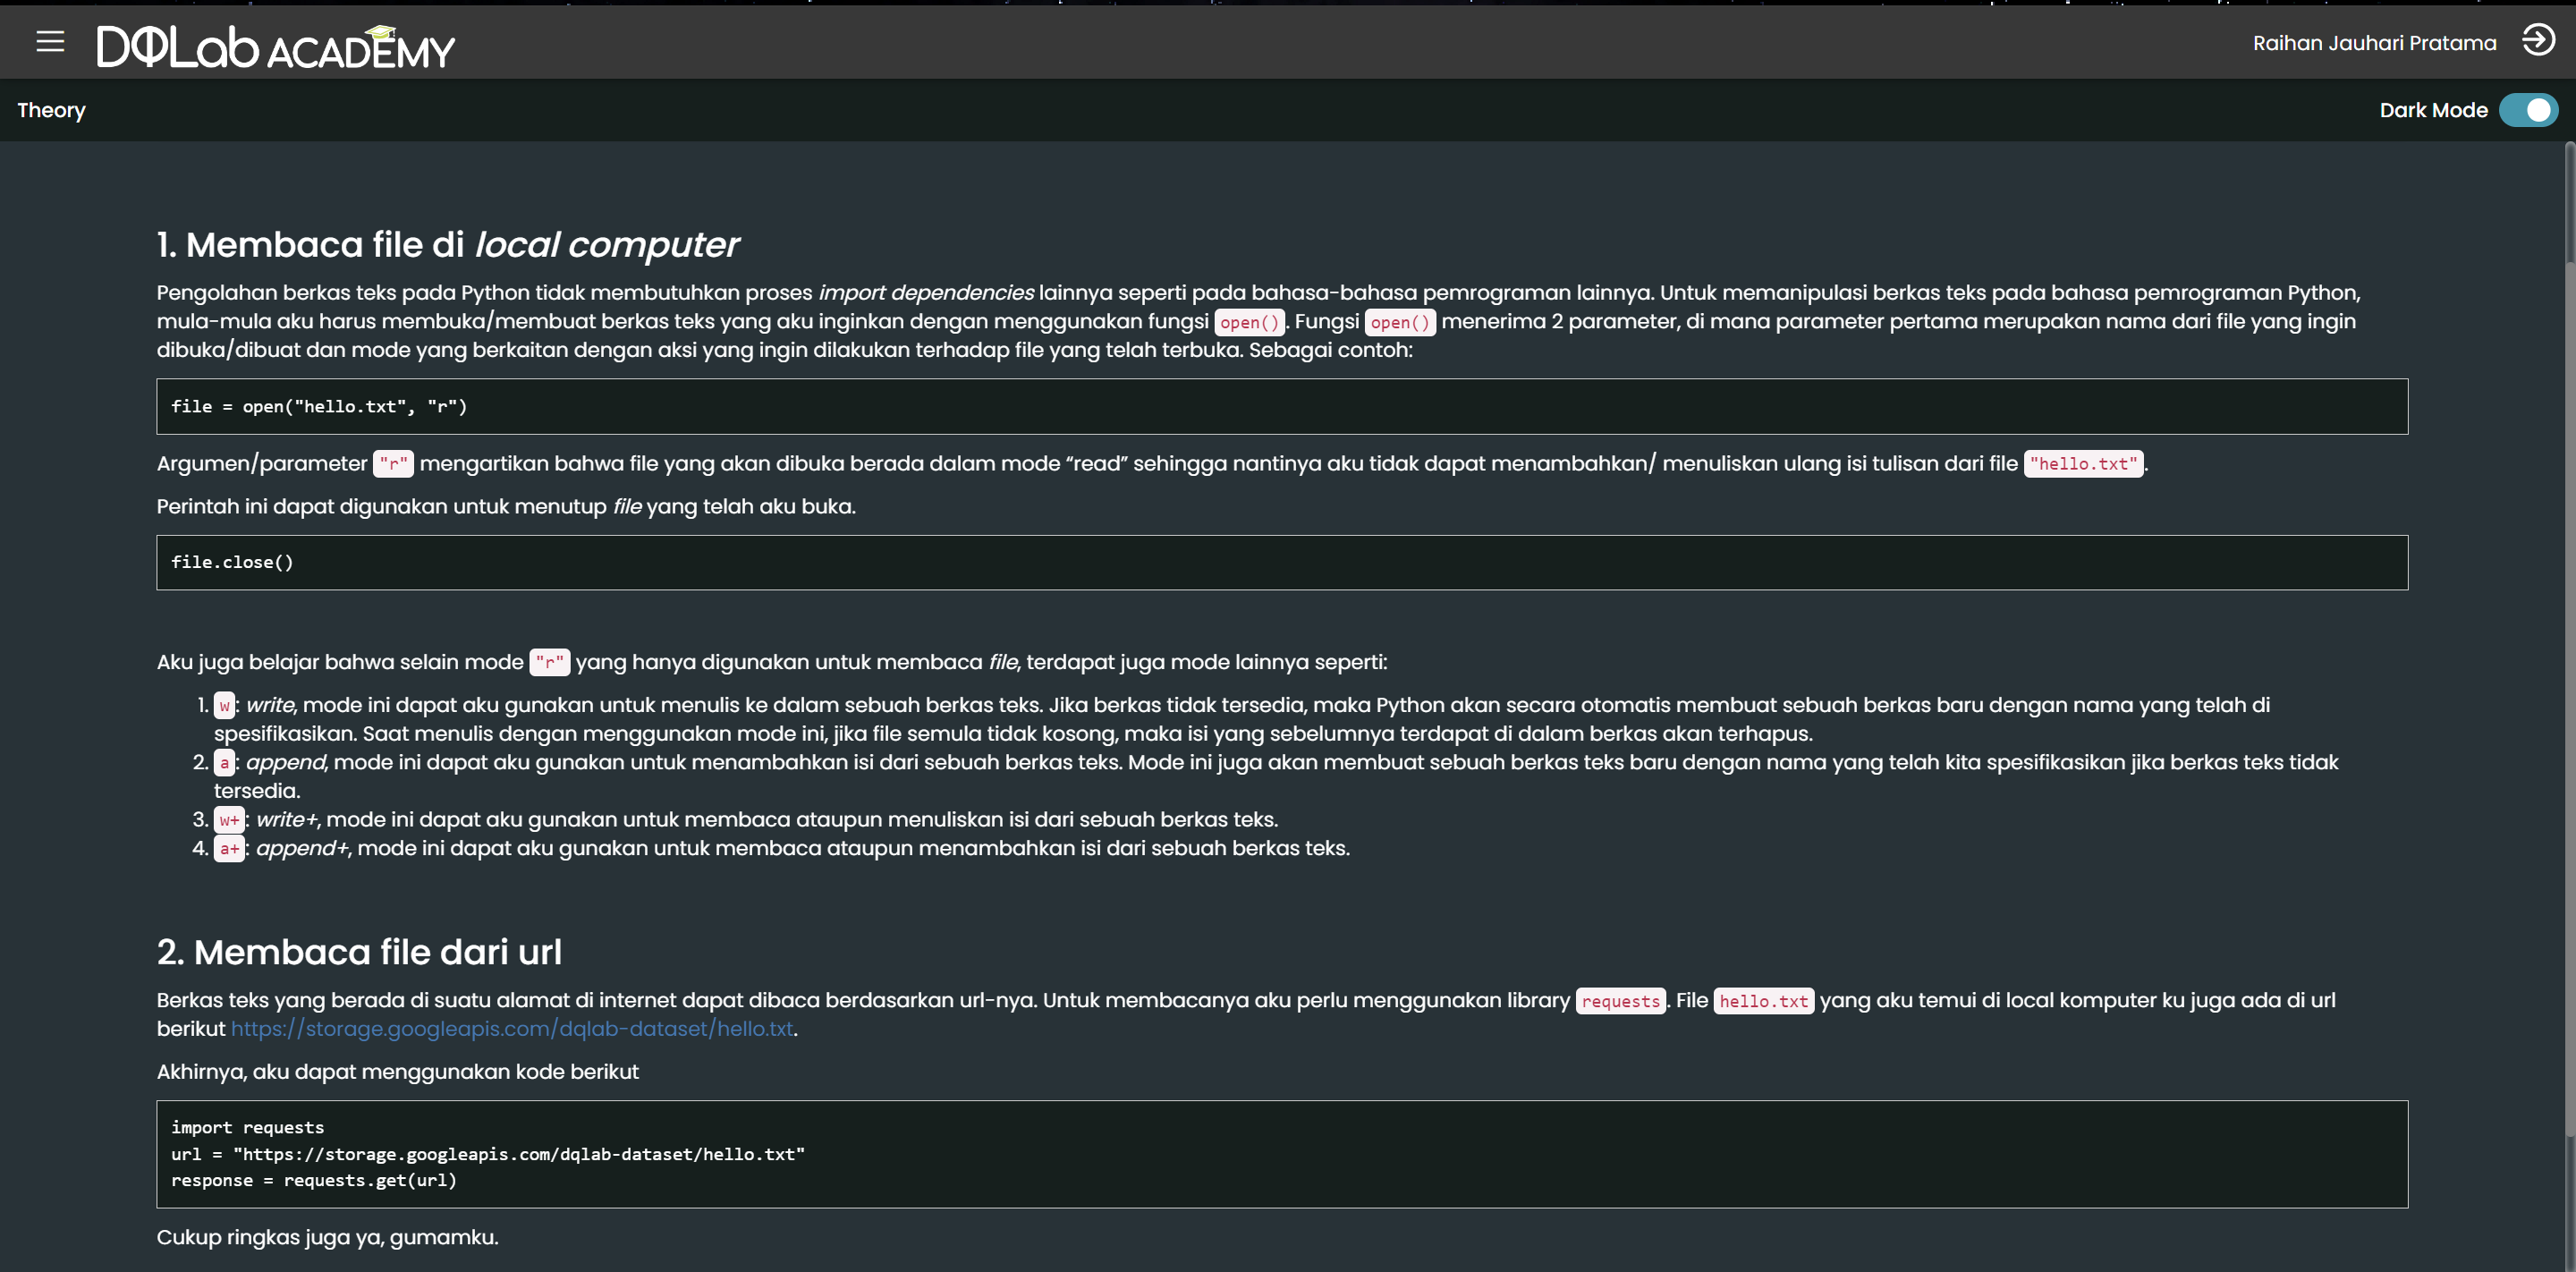 DQLab ACADEMY
Raihan Jauhari Pratama
Theory
Dark Mode
1. Membaca file di local computer
Pengolahan berkas teks pada Python tidak membutuhkan proses import dependencies lainnya seperti pada bahasa-bahasa pemrograman lainnya. Untuk memanipulasi berkas teks pada bahasa pemrograman Python,
mula-mula aku harus membuka/membuat berkas teks yang aku inginkan dengan menggunakan fungsi open(). Fungsi open() menerima 2 parameter, di mana parameter pertama merupakan nama dari file yang ingin
dibuka/dibuat dan mode yang berkaitan dengan aksi yang ingin dilakukan terhadap file yang telah terbuka. Sebagai contoh:
file = open("hello.txt", "r")
Argumen/parameter "r" mengartikan bahwa file yang akan dibuka berada dalam mode “read” sehingga nantinya aku tidak dapat menambahkan/ menuliskan ulang isi tulisan dari file "hello.txt".
Perintah ini dapat digunakan untuk menutup file yang telah aku buka.
file.close()
Aku juga belajar bahwa selain mode "r" yang hanya digunakan untuk membaca file, terdapat juga mode lainnya seperti:
1. w: write, mode ini dapat aku gunakan untuk menulis ke dalam sebuah berkas teks. Jika berkas tidak tersedia, maka Python akan secara otomatis membuat sebuah berkas baru dengan nama yang telah di
spesifikasikan. Saat menulis dengan menggunakan mode ini, jika file semula tidak kosong, maka isi yang sebelumnya terdapat di dalam berkas akan terhapus.
2. a: append, mode ini dapat aku gunakan untuk menambahkan isi dari sebuah berkas teks. Mode ini juga akan membuat sebuah berkas teks baru dengan nama yang telah kita spesifikasikan jika berkas teks tidak
tersedia.
3. w+: write+, mode ini dapat aku gunakan untuk membaca ataupun menuliskan isi dari sebuah berkas teks.
4. a+: append+, mode ini dapat aku gunakan untuk membaca ataupun menambahkan isi dari sebuah berkas teks.
2. Membaca file dari url
Berkas teks yang berada di suatu alamat di internet dapat dibaca berdasarkan url-nya. Untuk membacanya aku perlu menggunakan library requests. File hello.txt yang aku temui di local komputer ku juga ada di url
berikut https://storage.googleapis.com/dqlab-dataset/hello.txt.
Akhirnya, aku dapat menggunakan kode berikut
import requests
url = "https://storage.googleapis.com/dqlab-dataset/hello.txt"
response = requests.get(url)
Cukup ringkas juga ya, gumamku.